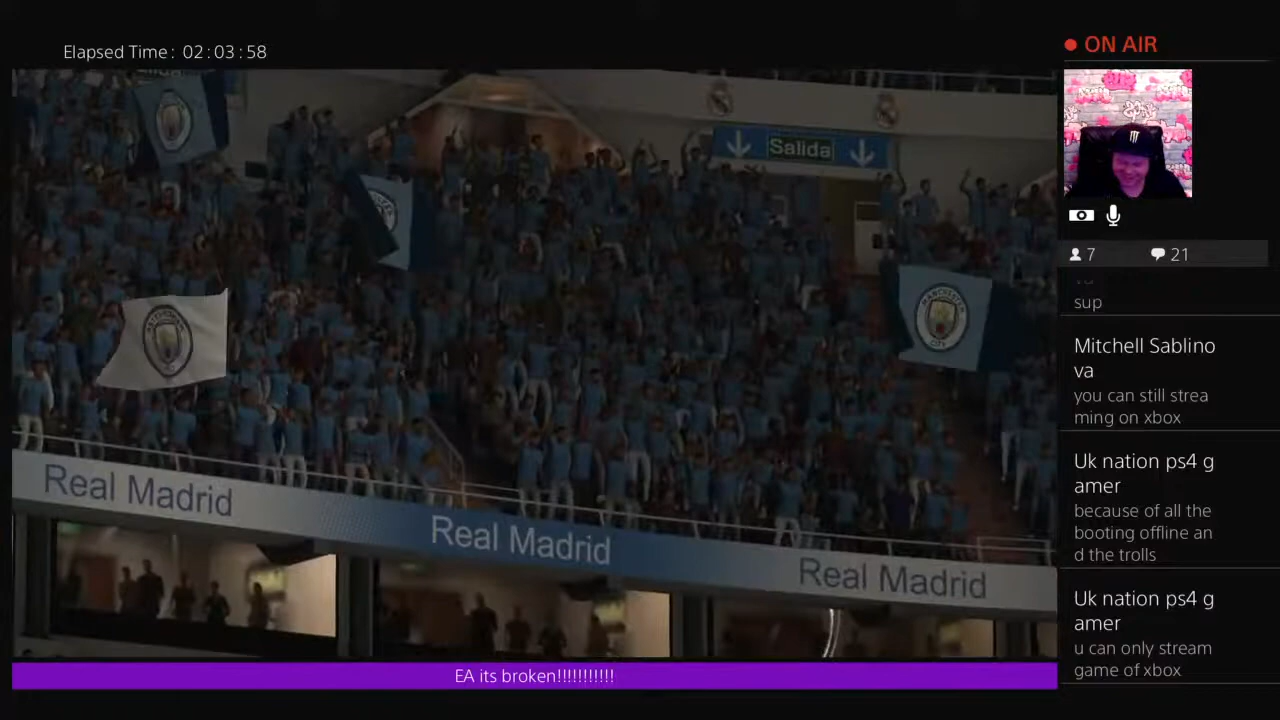 Elapsed Time: 02:03:58
ON AIR
Salida
7
21
sup
Mitchell Sablino
va
you can still strea
ming on xbox
Uk nation ps4 g
amer
because of all the
booting offline an
d the trolls
Uk nation ps4 g
amer
u can only stream
game of xbox
MANCHESTER
CITY
Real Madrid
Real Madrid
Real Madrid
EA its broken!!!!!!!!!!!